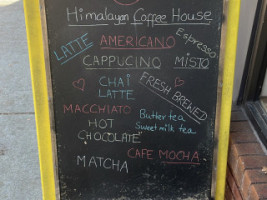 Himalayan Coffee House
LATTE
AMERICANO
Espresso
CAPPUCINO
MISTO
CHAI
LATTE
FRESH BREWED
MACCHIATO
HOT
CHOCOLATE
Butter tea
Sweet milk tea
CAFE MOCHA
MATCHA